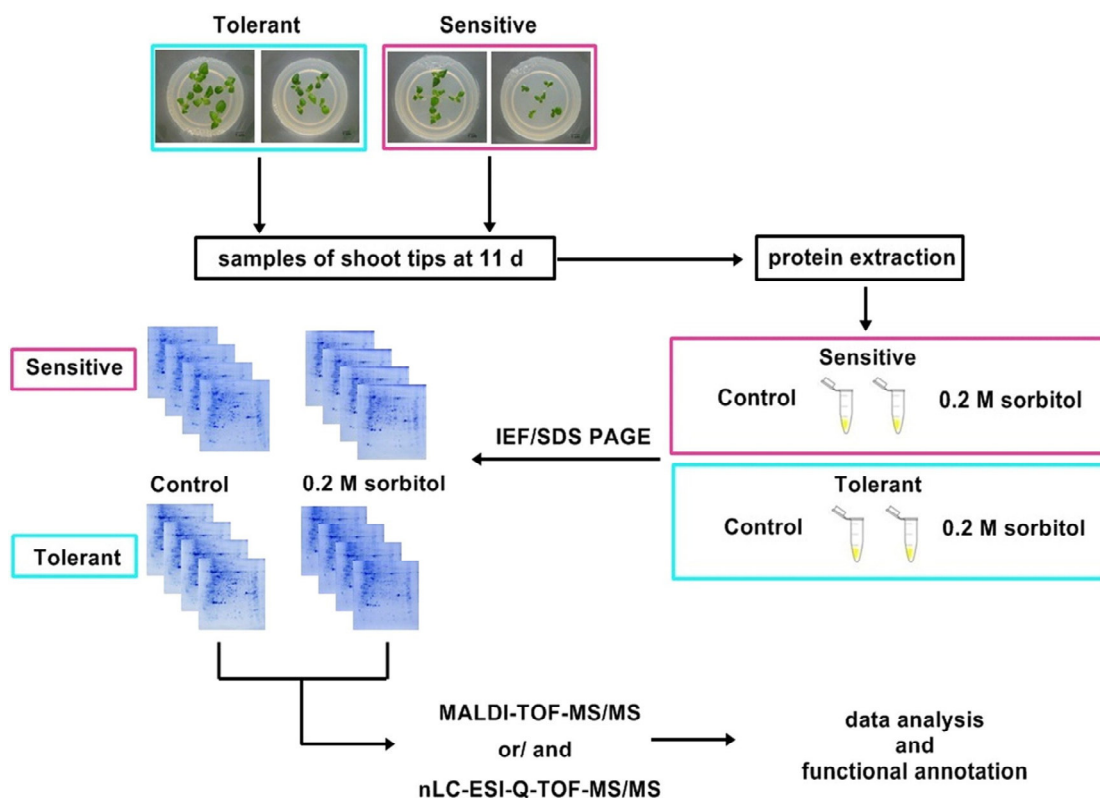 Tolerant
Sensitive
samples of shoot tips at 11 d
protein extraction
Sensitive
Control
0.2 M sorbitol
Tolerant
Control
0.2 M sorbitol
IEF/SDS PAGE
Sensitive
Control
0.2 M sorbitol
Tolerant
MALDI-TOF-MS/MS
or/ and
nLC-ESI-Q-TOF-MS/MS
data analysis
and
functional annotation